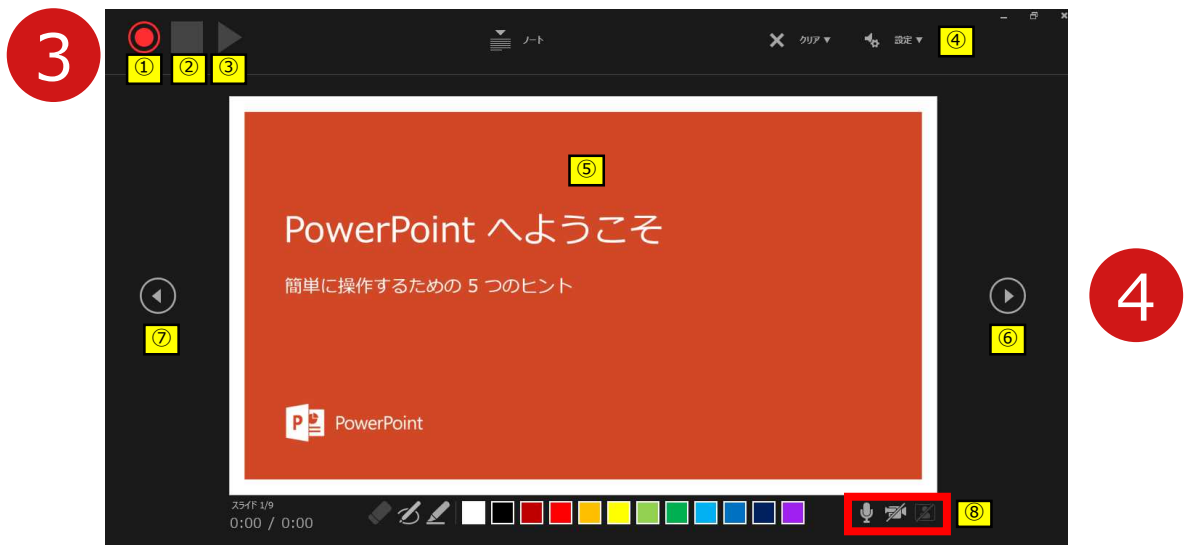 3
ノート
クリア ▼
設定 ▼
④
①
②
③
⑤
PowerPoint へようこそ
簡単に操作するための 5 つのヒント
⑦
⑥
4
P
PowerPoint
スライド 1/9
0:00 / 0:00
⑧